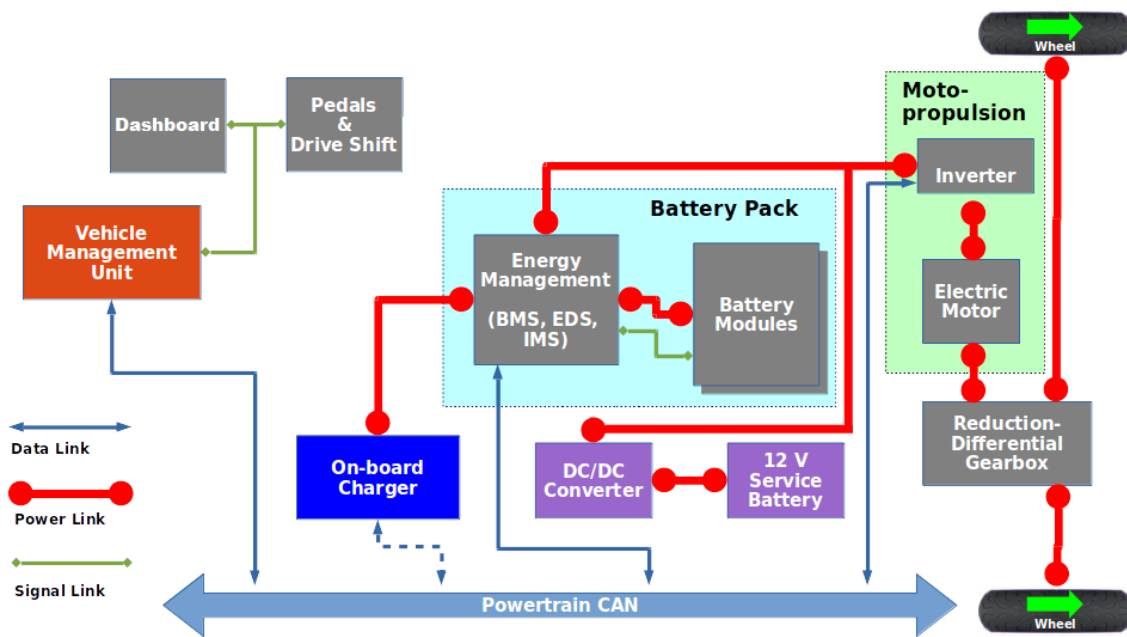 Wheel
Moto-
propulsion
Dashboard
Pedals
&
Drive Shift
Inverter
Battery Pack
Vehicle
Management
Unit
Energy
Management
(BMS, EDS,
IMS)
Battery
Modules
Electric
Motor
Reduction-
Differential
Gearbox
Data Link
On-board
Charger
DC/DC
Converter
12 V
Service
Battery
Power Link
Signal Link
Powertrain CAN
Wheel